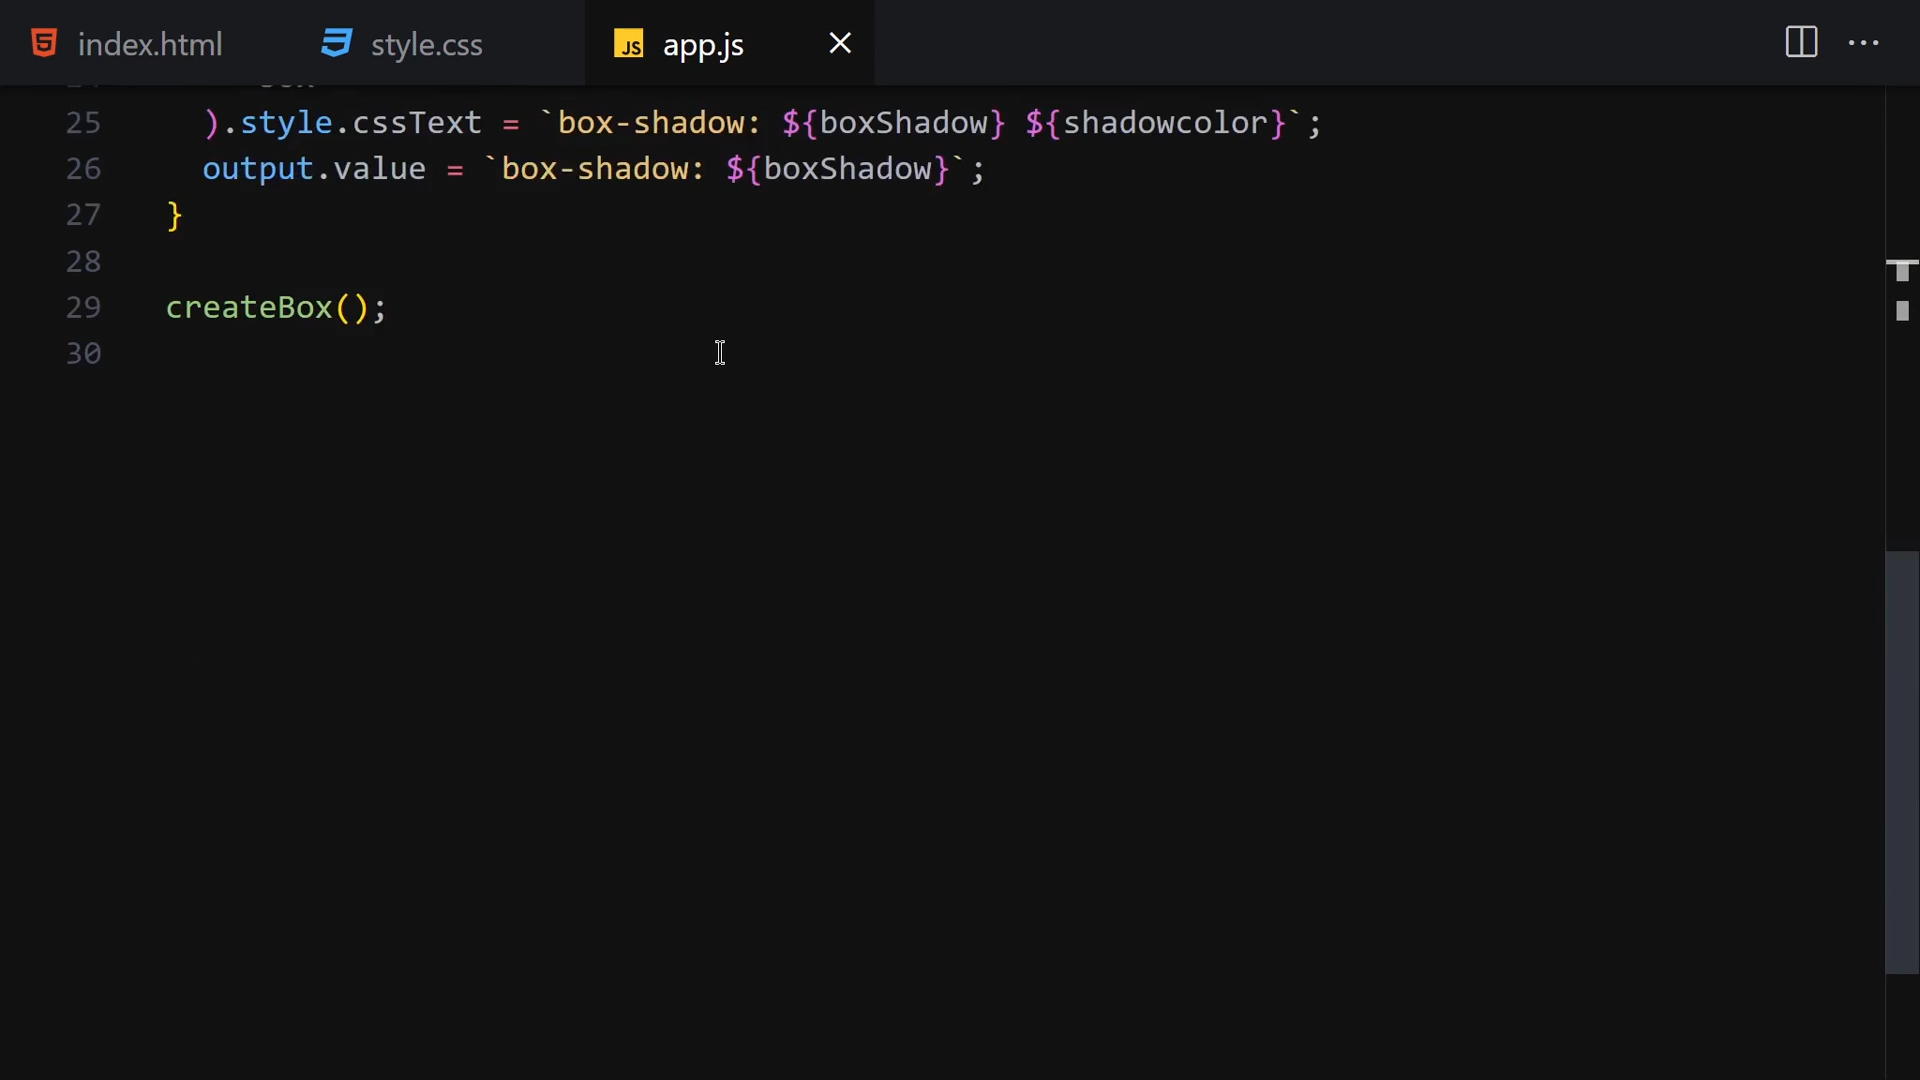 index.html style.css JS app.js
25 ).style.cssText = `box-shadow: ${boxShadow} ${shadowcolor}`;
26 output.value = `box-shadow: ${boxShadow}`;
27 }
28
29 createBox();
30